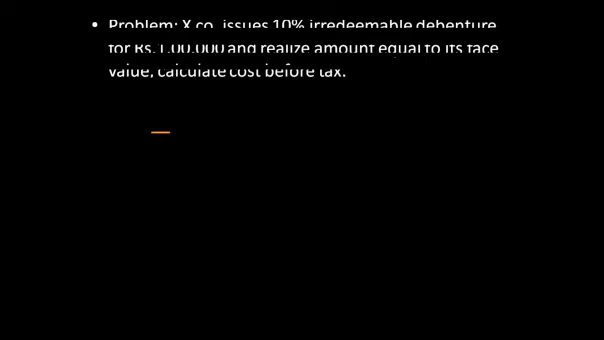 • Problem: X co. issues 10% irredeemable debenture
for Rs. 1,00,000 and realize amount equal to its face
value, calculate cost before tax.